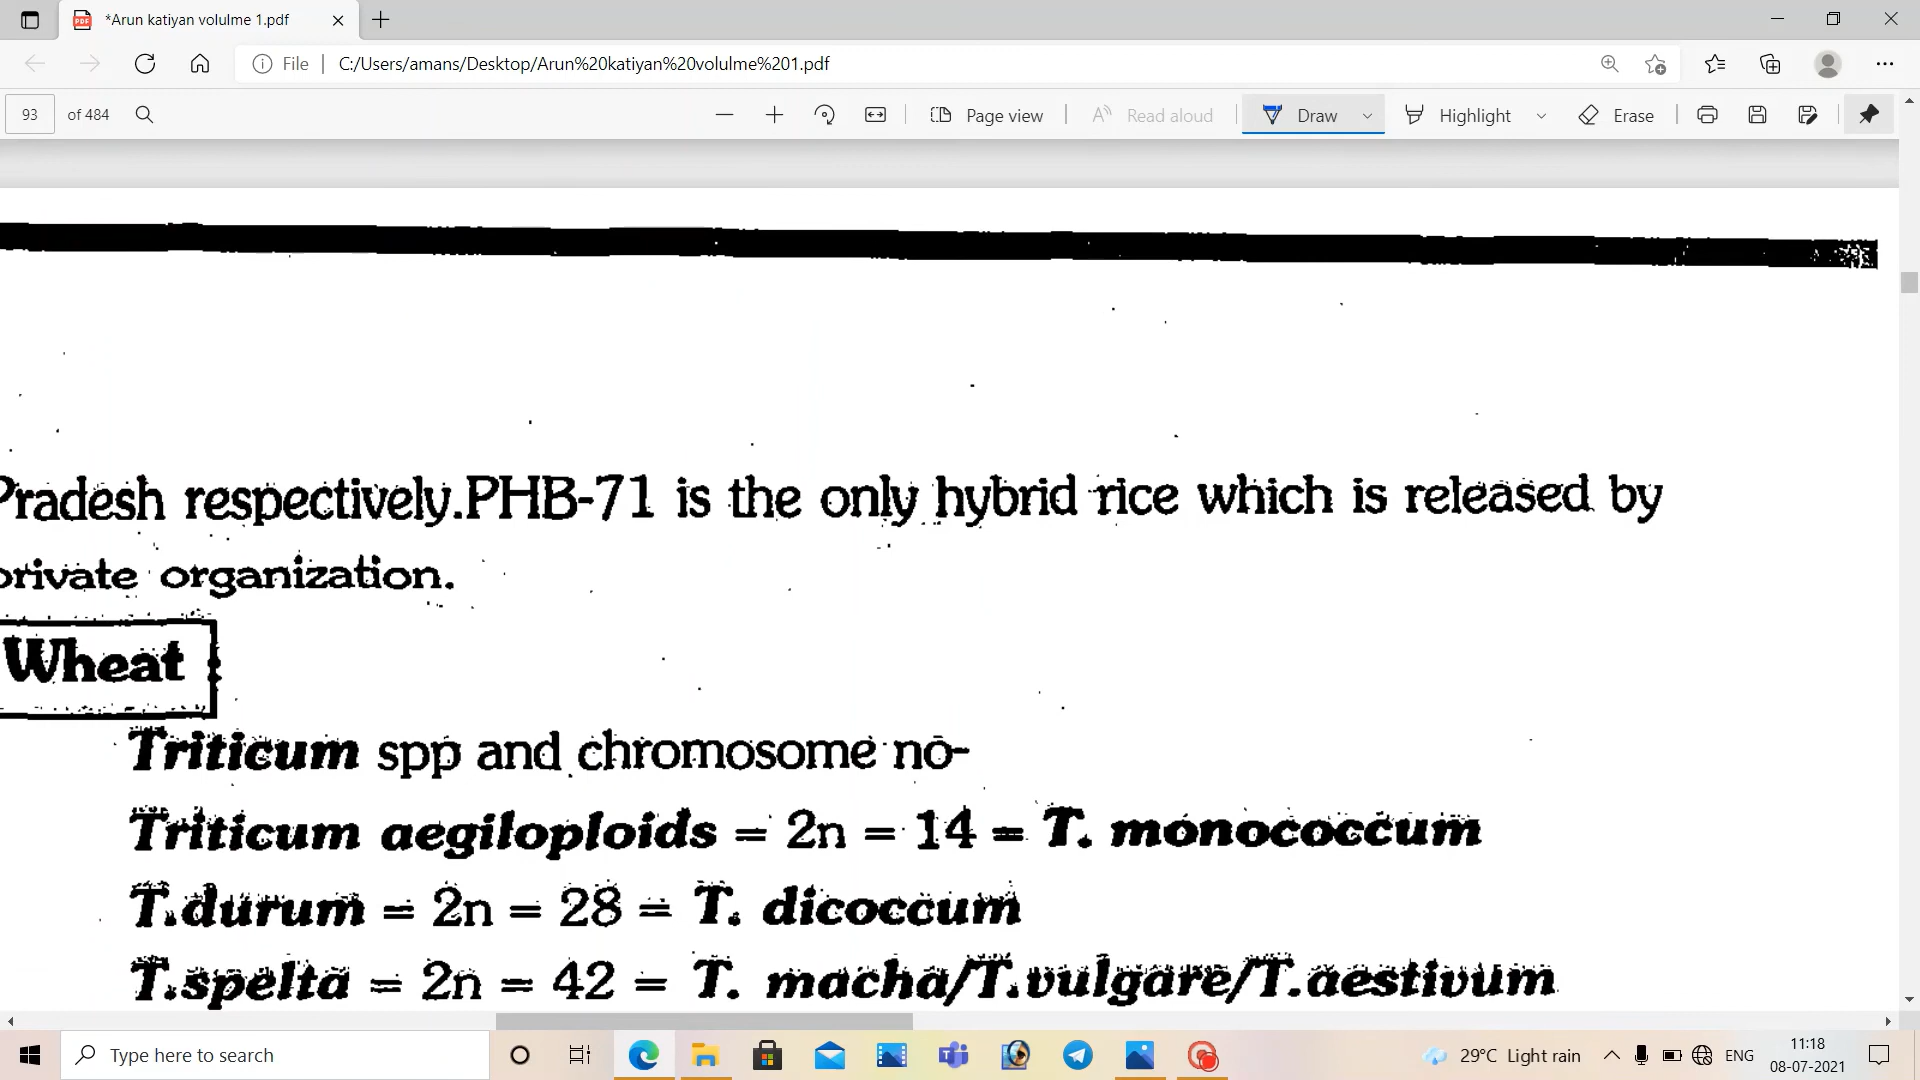 *Arun katiyan volulme 1.pdf
File
C:/Users/amans/Desktop/Arun%20katiyan%20volulme%201.pdf
93 of 484
Page view
Read aloud
Draw
Highlight
Erase
Pradesh respectively.PHB-71 is the only hybrid rice which is released by
private organization.
Wheat
Triticum spp and chromosome no-
Triticum aegiloploids = 2n = 14 = T. monococcum
T.durum = 2n = 28 = T. dicoccum
T.spelta = 2n = 42 = T. macha/T.vulgare/T.aestivum
Type here to search
29°C Light rain
ENG
11:18
08-07-2021